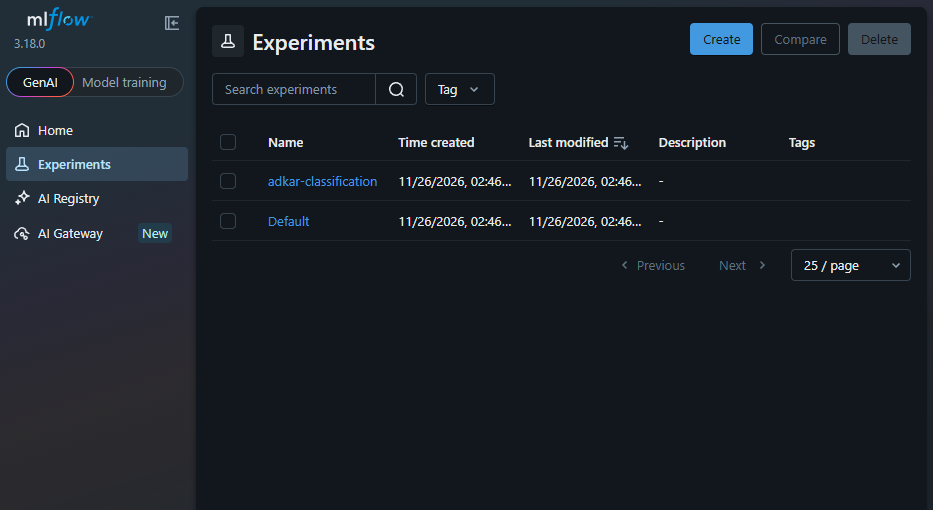 mlflow
3.18.0
GenAI Model training
Home
Experiments
AI Registry
AI Gateway New
Experiments
Create Compare Delete
Search experiments Tag
Name Time created Last modified Description Tags
adkar-classification 11/26/2026, 02:46... 11/26/2026, 02:46... -
Default 11/26/2026, 02:46... 11/26/2026, 02:46... -
Previous Next 25 / page